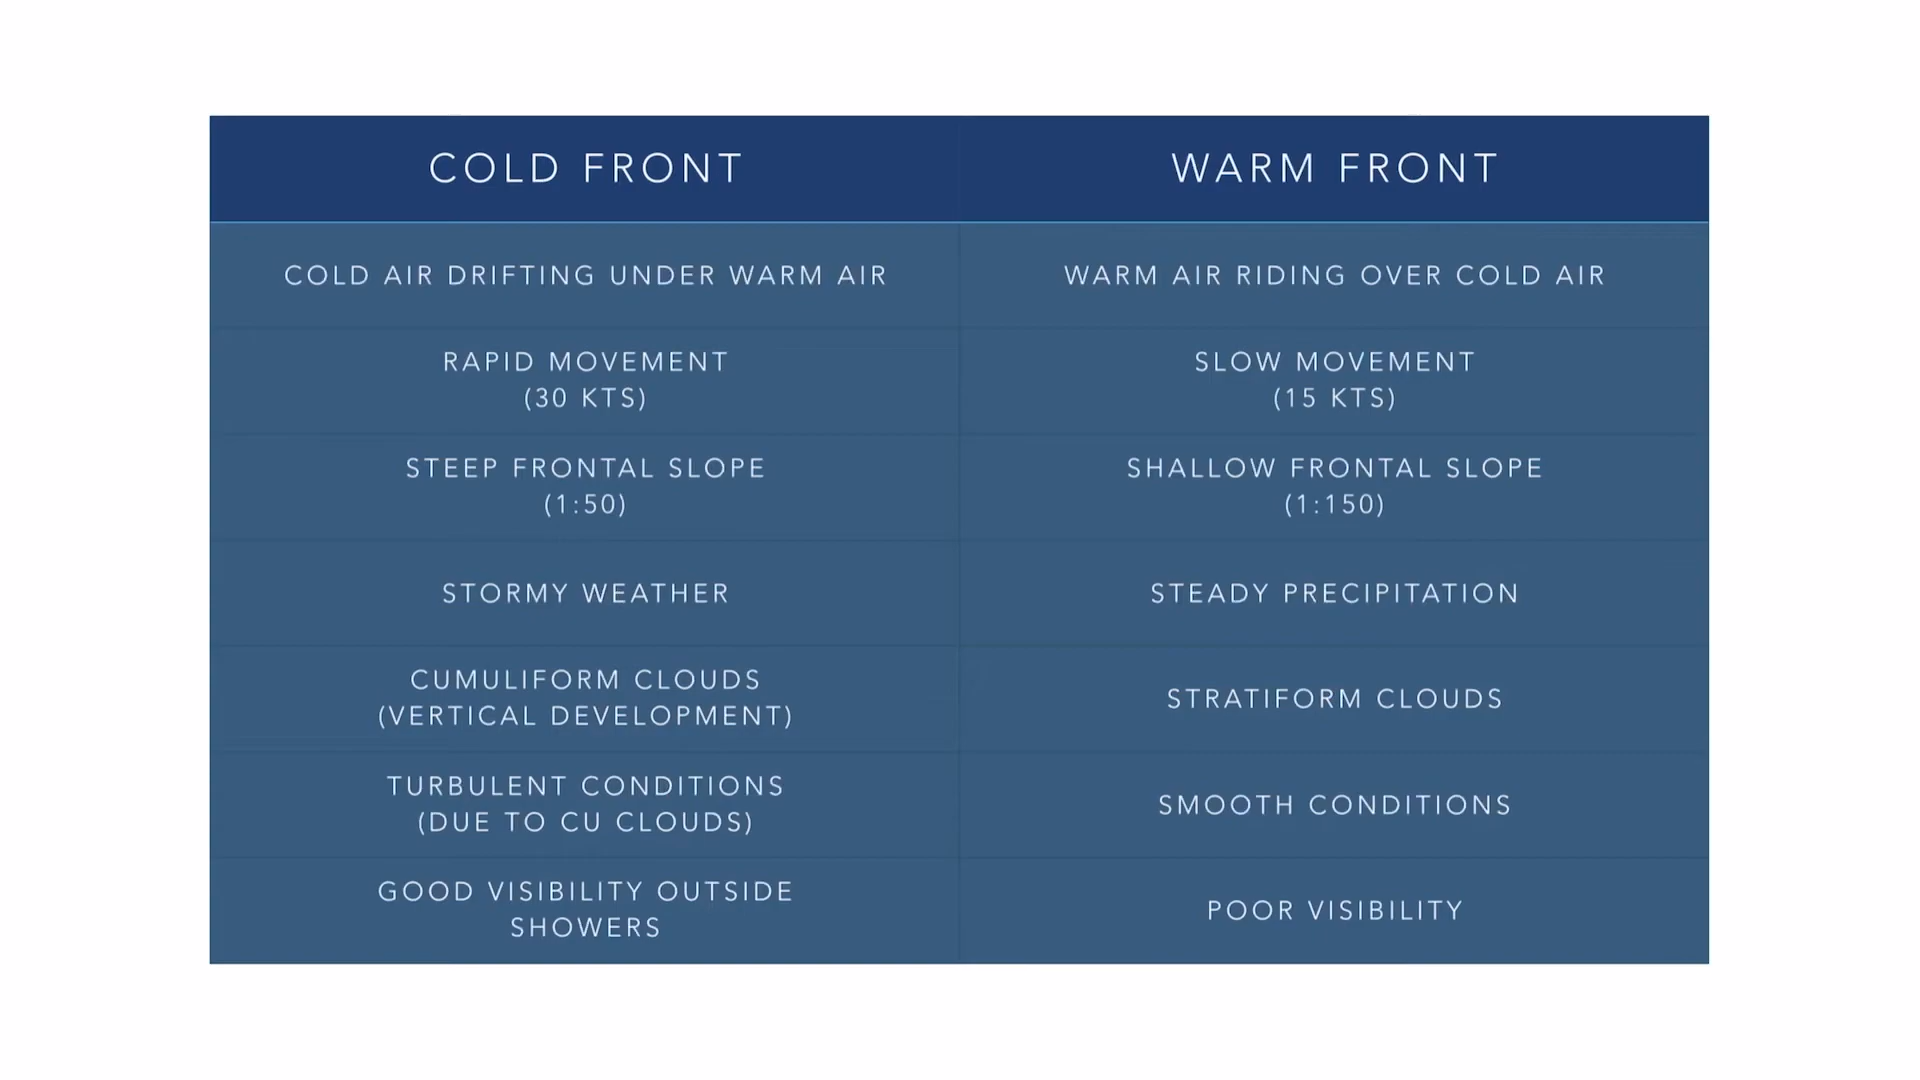 COLD FRONT
WARM FRONT
COLD AIR DRIFTING UNDER WARM AIR
WARM AIR RIDING OVER COLD AIR
RAPID MOVEMENT
(30 KTS)
SLOW MOVEMENT
(15 KTS)
STEEP FRONTAL SLOPE
(1:50)
SHALLOW FRONTAL SLOPE
(1:150)
STORMY WEATHER
STEADY PRECIPITATION
CUMULIFORM CLOUDS
(VERTICAL DEVELOPMENT)
STRATIFORM CLOUDS
TURBULENT CONDITIONS
(DUE TO CU CLOUDS)
SMOOTH CONDITIONS
GOOD VISIBILITY OUTSIDE
SHOWERS
POOR VISIBILITY